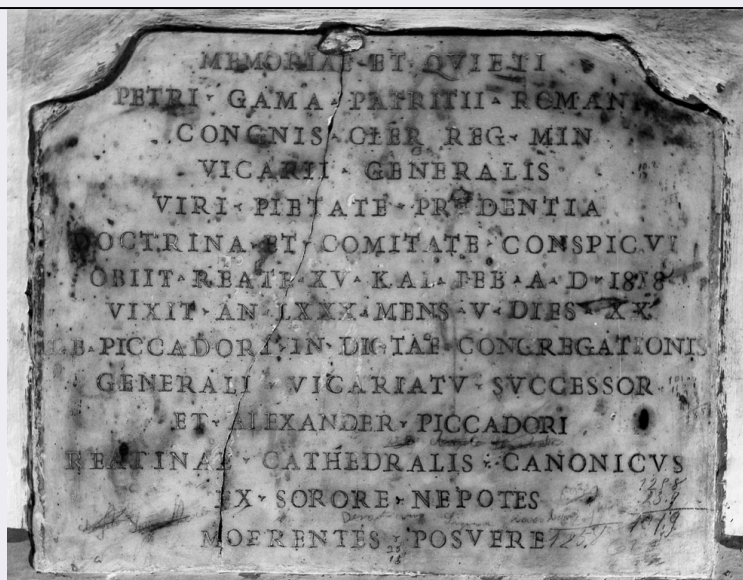 MEMORIAE · ET · QVIETI
PETRI · GAMA · PATRITII · ROMANI
CONGNIS · CLER · REG · MIN
VICARII · GENERALIS
VIRI · PIETATE · PRVDENTIA
DOCTRINA · ET · COMITATE · CONSPICVI
OBIIT · REATE · XV · KAL · FEB · A · D · 1828
VIXIT · AN · LXXX · MENS · V · DIES · XX
PICCADORI · IN · DICTAE · CONGREGATIONIS
GENERALI · VICARIATV · SVCCESSOR
ET · ALEXANDER · PICCADORI
REATINAE · CATHEDRALIS · CANONICVS
EX · SORORE · NEPOTES
MOERENTES · POSVERE